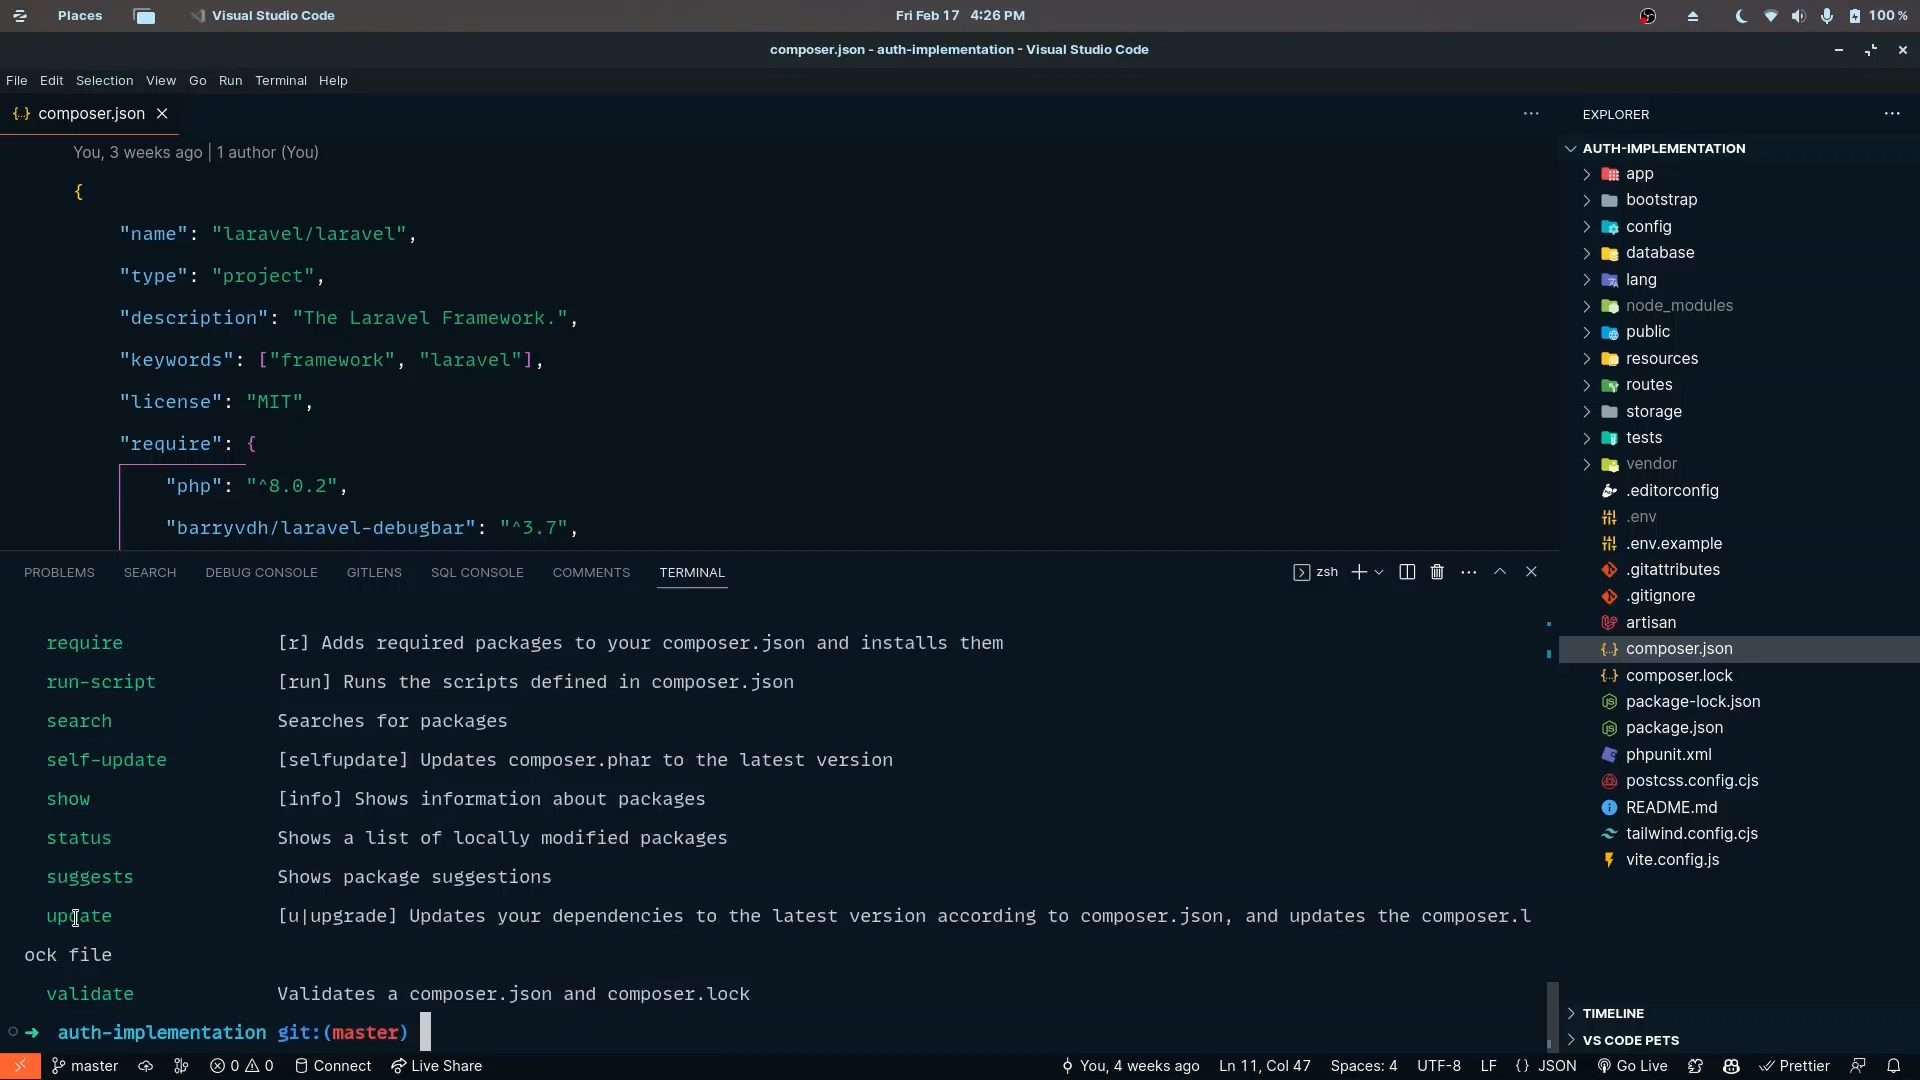 Places Visual Studio Code Fri Feb 17 4:26 PM 100 %
composer.json - auth-implementation - Visual Studio Code
File Edit Selection View Go Run Terminal Help
{..} composer.json
You, 3 weeks ago | 1 author (You)
{
"name": "laravel/laravel",
"type": "project",
"description": "The Laravel Framework.",
"keywords": ["framework", "laravel"],
"license": "MIT",
"require": {
"php": "^8.0.2",
"barryvdh/laravel-debugbar": "^3.7",
PROBLEMS SEARCH DEBUG CONSOLE GITLENS SQL CONSOLE COMMENTS TERMINAL zsh
require [r] Adds required packages to your composer.json and installs them
run-script [run] Runs the scripts defined in composer.json
search Searches for packages
self-update [selfupdate] Updates composer.phar to the latest version
show [info] Shows information about packages
status Shows a list of locally modified packages
suggests Shows package suggestions
update [u|upgrade] Updates your dependencies to the latest version according to composer.json, and updates the composer.l
ock file
validate Validates a composer.json and composer.lock
auth-implementation git:(master)
EXPLORER
AUTH-IMPLEMENTATION
app
bootstrap
config
database
lang
node_modules
public
resources
routes
storage
tests
vendor
.editorconfig
.env
.env.example
.gitattributes
.gitignore
artisan
{..} composer.json
{..} composer.lock
package-lock.json
package.json
phpunit.xml
postcss.config.cjs
README.md
tailwind.config.cjs
vite.config.js
TIMELINE
VS CODE PETS
master 0 0 Connect Live Share You, 4 weeks ago Ln 11, Col 47 Spaces: 4 UTF-8 LF {} JSON Go Live Prettier